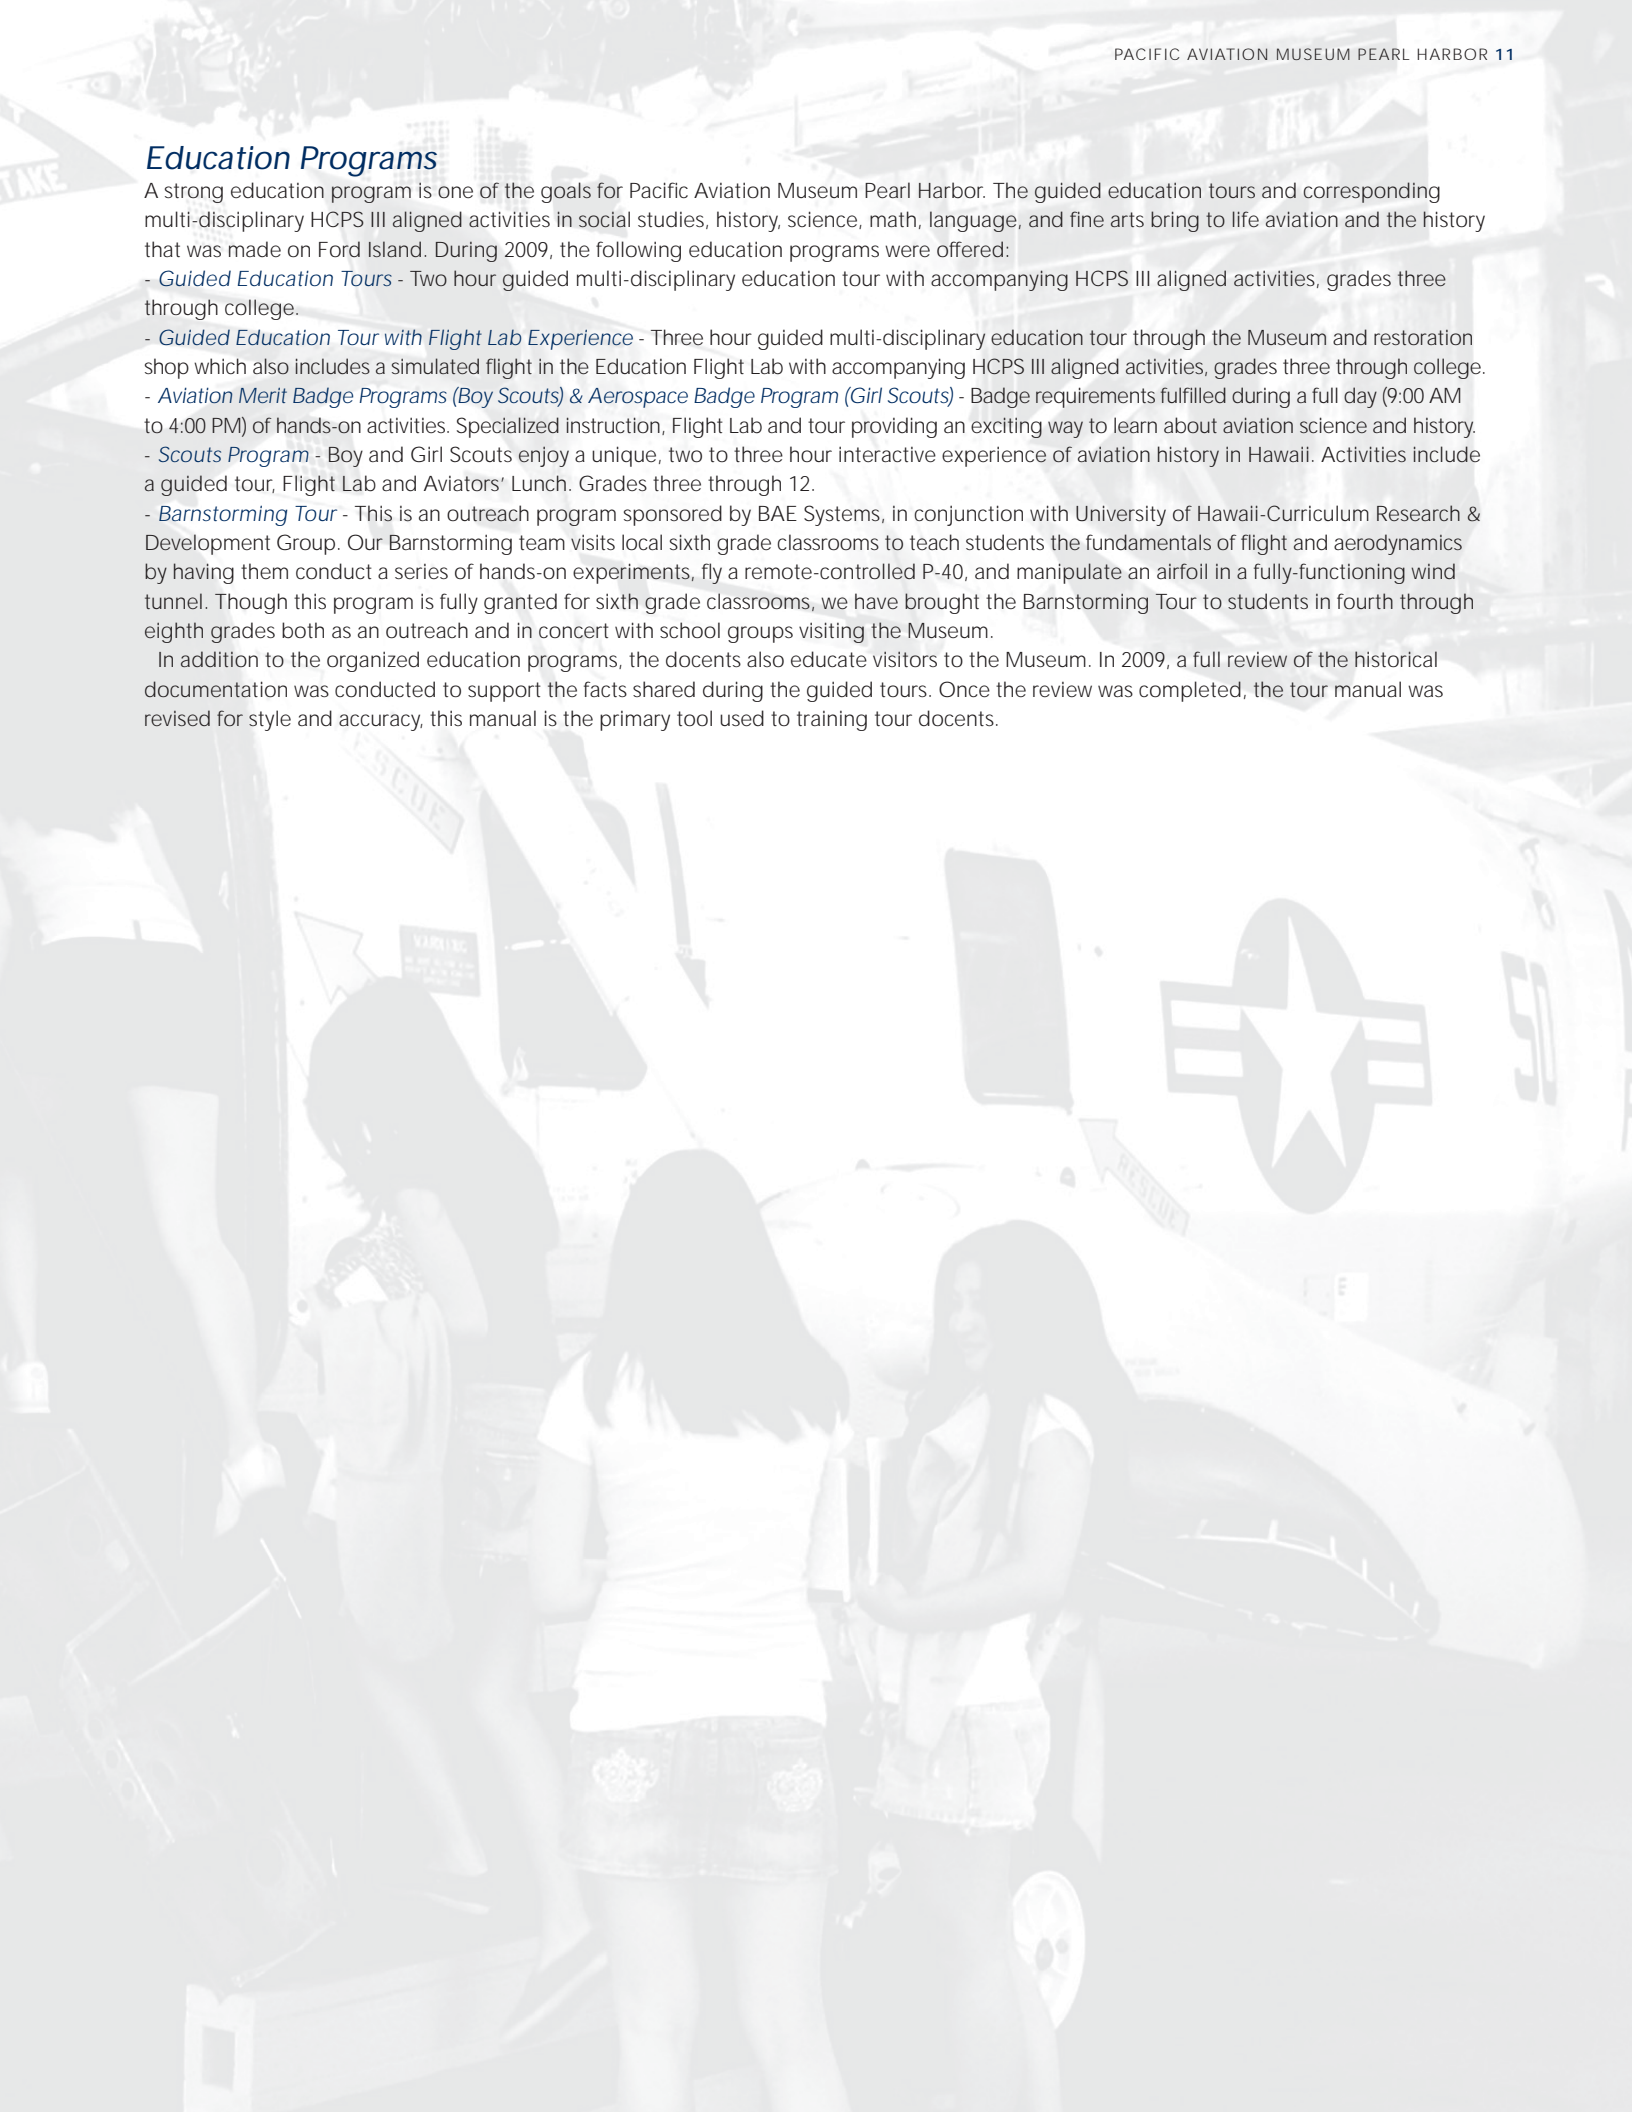 PACIFIC AVIATION MUSEUM PEARL HARBOR 11
Education Programs
A strong education program is one of the goals for Pacific Aviation Museum Pearl Harbor. The guided education tours and corresponding
multi-disciplinary HCPS III aligned activities in social studies, history, science, math, language, and fine arts bring to life aviation and the history
that was made on Ford Island. During 2009, the following education programs were offered:
- Guided Education Tours - Two hour guided multi-disciplinary education tour with accompanying HCPS III aligned activities, grades three
through college.
- Guided Education Tour with Flight Lab Experience - Three hour guided multi-disciplinary education tour through the Museum and restoration
shop which also includes a simulated flight in the Education Flight Lab with accompanying HCPS III aligned activities, grades three through college.
- Aviation Merit Badge Programs (Boy Scouts) & Aerospace Badge Program (Girl Scouts) - Badge requirements fulfilled during a full day (9:00 AM
to 4:00 PM) of hands-on activities. Specialized instruction, Flight Lab and tour providing an exciting way to learn about aviation science and history.
- Scouts Program - Boy and Girl Scouts enjoy a unique, two to three hour interactive experience of aviation history in Hawaii. Activities include
a guided tour, Flight Lab and Aviators' Lunch. Grades three through 12.
- Barnstorming Tour - This is an outreach program sponsored by BAE Systems, in conjunction with University of Hawaii-Curriculum Research &
Development Group. Our Barnstorming team visits local sixth grade classrooms to teach students the fundamentals of flight and aerodynamics
by having them conduct a series of hands-on experiments, fly a remote-controlled P-40, and manipulate an airfoil in a fully-functioning wind
tunnel. Though this program is fully granted for sixth grade classrooms, we have brought the Barnstorming Tour to students in fourth through
eighth grades both as an outreach and in concert with school groups visiting the Museum.
In addition to the organized education programs, the docents also educate visitors to the Museum. In 2009, a full review of the historical
documentation was conducted to support the facts shared during the guided tours. Once the review was completed, the tour manual was
revised for style and accuracy, this manual is the primary tool used to training tour docents.
TAKE
RESCUE
WARNING
50
RESCUE